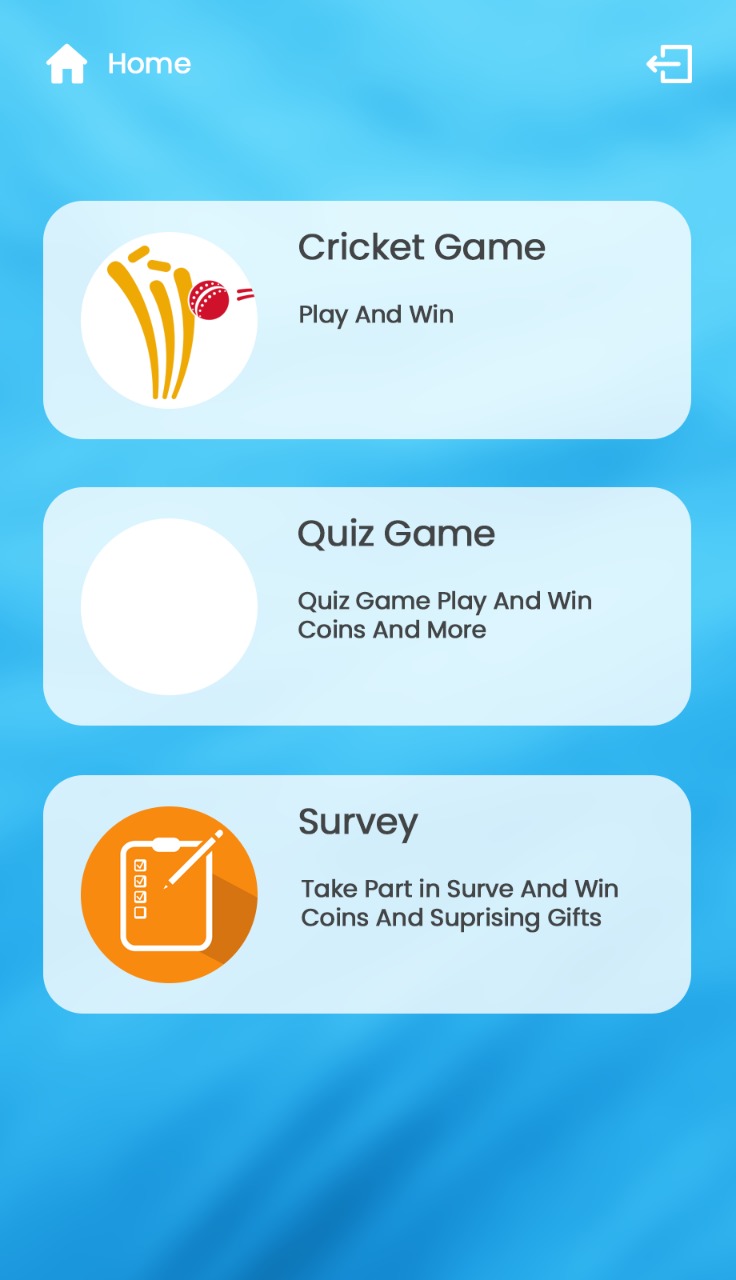 Home
Cricket Game
Play And Win
Quiz Game
Quiz Game Play And Win
Coins And More
Survey
Take Part in Surve And Win
Coins And Suprising Gifts